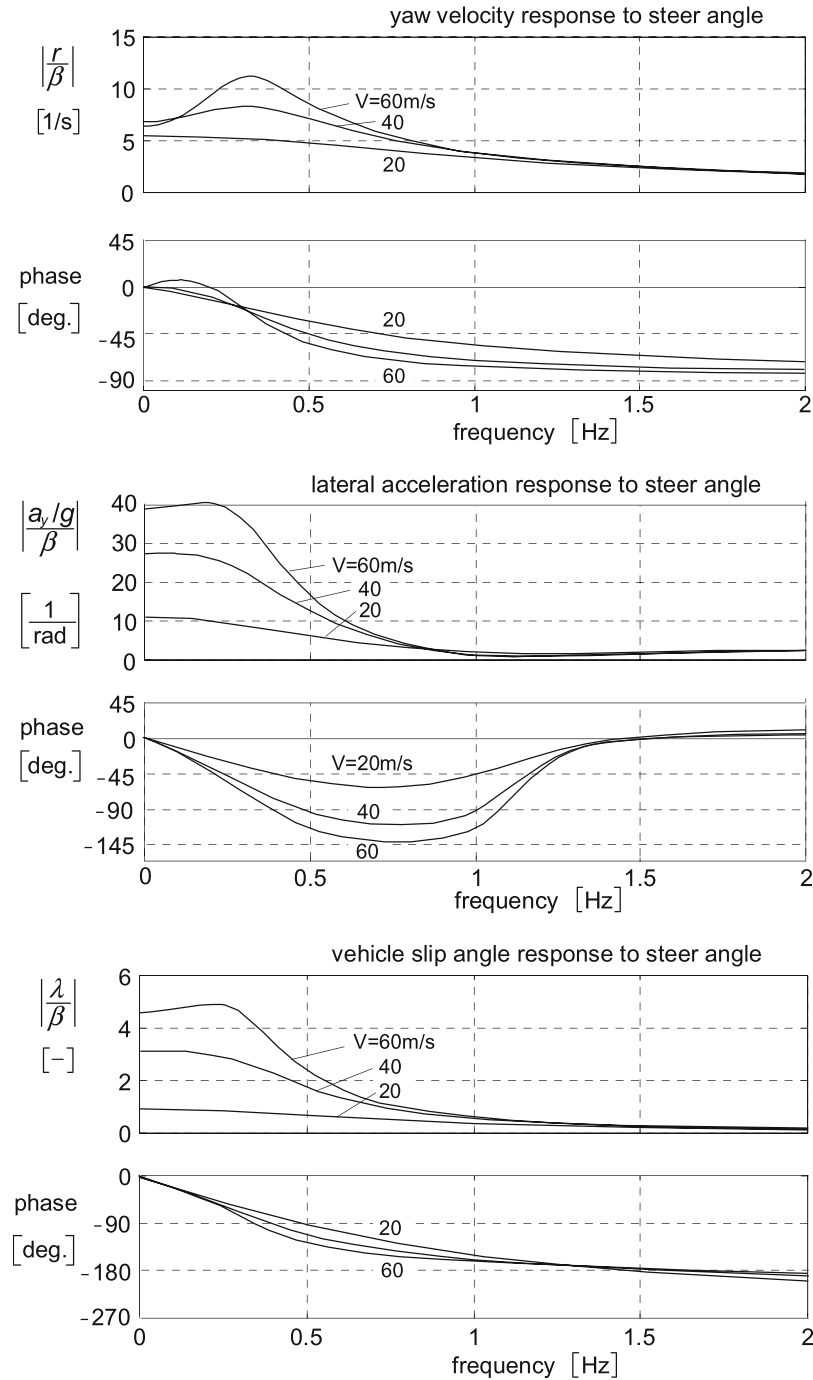 yaw velocity response to steer angle
|r/β|
[1/s]
15
10
5
0
V=60m/s
40
20
phase
[deg.]
45
0
-45
-90
20
60
0
0.5
1
1.5
2
frequency [Hz]
lateral acceleration response to steer angle
|a_y/g / β|
[1/rad]
40
30
20
10
0
V=60m/s
40
20
phase
[deg.]
45
0
-45
-90
-145
V=20m/s
40
60
0
0.5
1
1.5
2
frequency [Hz]
vehicle slip angle response to steer angle
|λ/β|
[-]
6
4
2
0
V=60m/s
40
20
phase
[deg.]
0
-90
-180
-270
20
60
0
0.5
1
1.5
2
frequency [Hz]